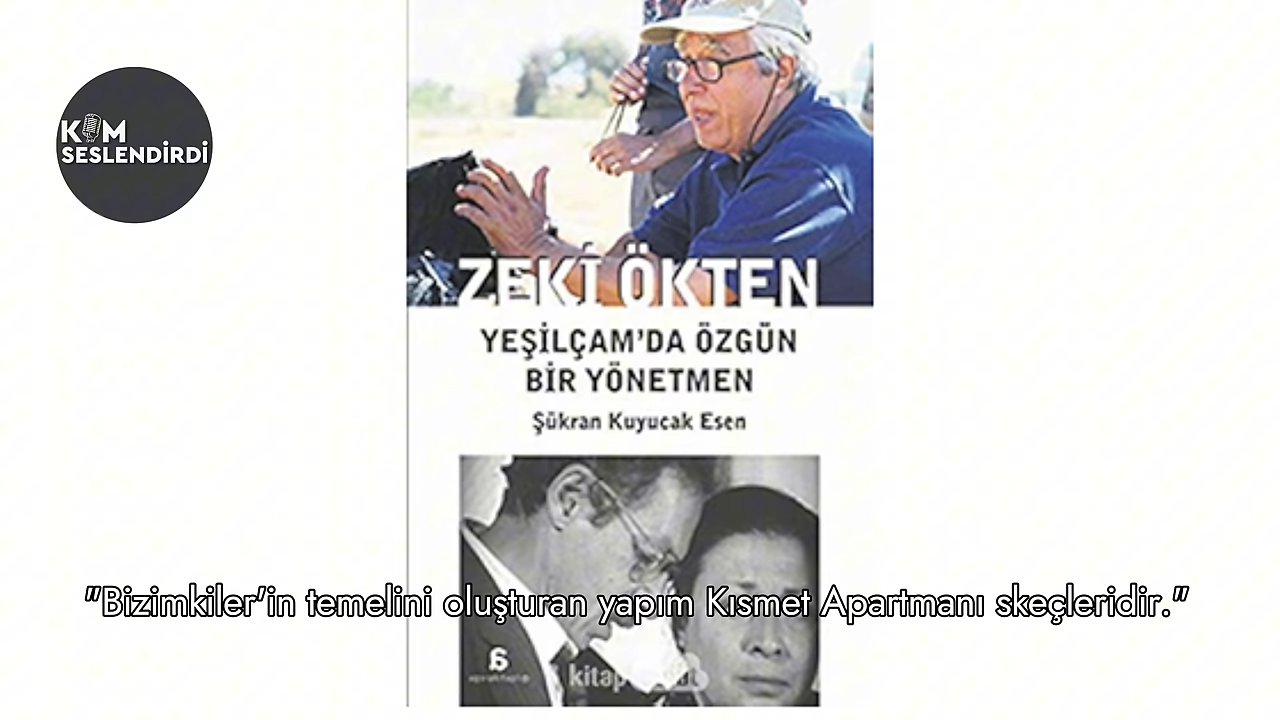 KİM
SESLENDİRDİ
ZEKİ ÖKTEN
YEŞİLÇAM'DA ÖZGÜN
BİR YÖNETMEN
Şükran Kuyucak Esen
"Bizimkiler'in temelini oluşturan yapım Kısmet Apartmanı skeçleridir."
a